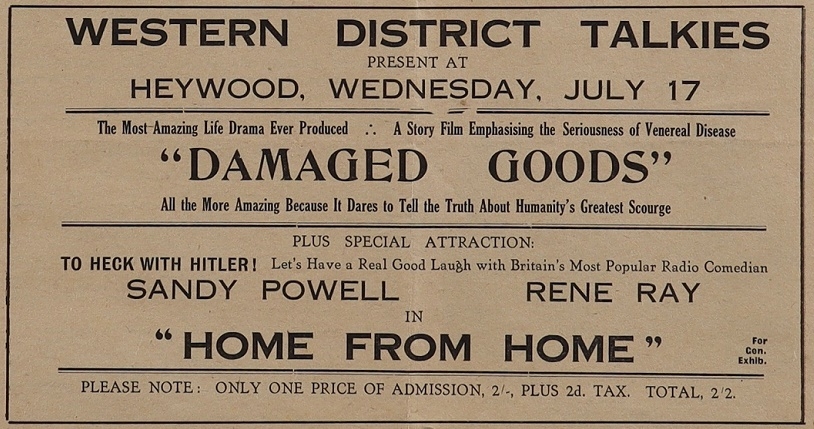 WESTERN DISTRICT TALKIES
PRESENT AT
HEYWOOD, WEDNESDAY, JULY 17
The Most Amazing Life Drama Ever Produced ∴ A Story Film Emphasising the Seriousness of Venereal Disease
“DAMAGED GOODS”
All the More Amazing Because It Dares to Tell the Truth About Humanity's Greatest Scourge
PLUS SPECIAL ATTRACTION:
TO HECK WITH HITLER! Let's Have a Real Good Laugh with Britain's Most Popular Radio Comedian
SANDY POWELL RENE RAY
IN
“HOME FROM HOME”
For
Gen.
Exhib.
PLEASE NOTE: ONLY ONE PRICE OF ADMISSION, 2/-, PLUS 2d. TAX. TOTAL, 2/2.